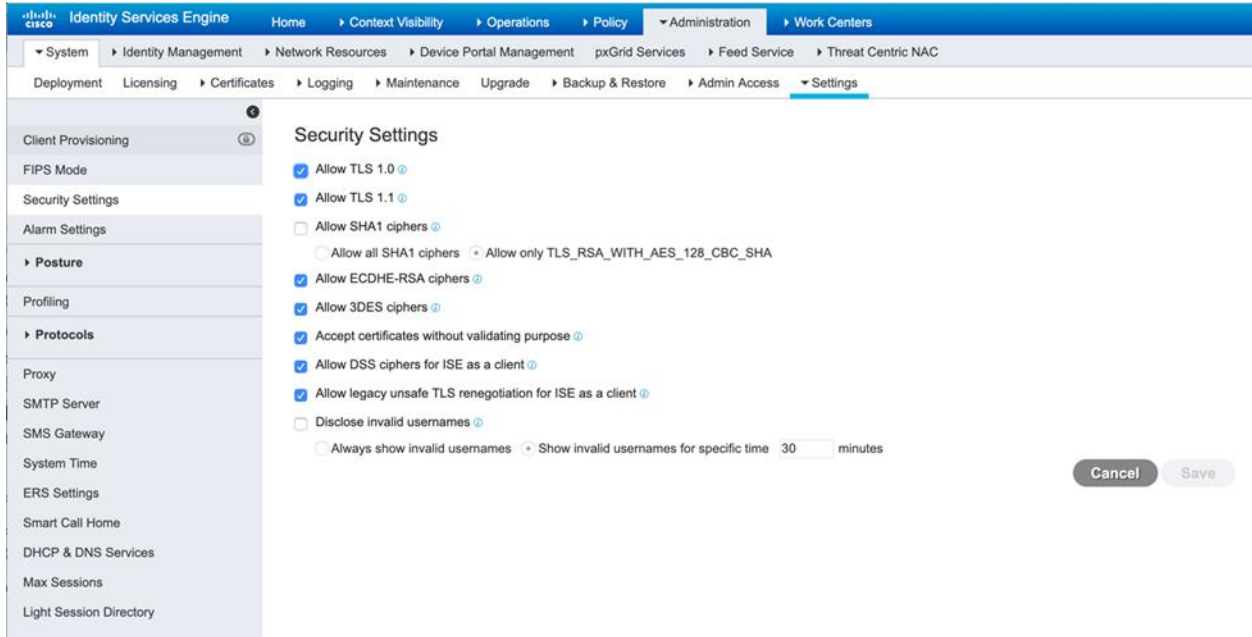 CISCO Identity Services Engine Home Context Visibility Operations Policy Administration Work Centers
System Identity Management Network Resources Device Portal Management pxGrid Services Feed Service Threat Centric NAC
Deployment Licensing Certificates Logging Maintenance Upgrade Backup & Restore Admin Access Settings
Client Provisioning
FIPS Mode
Security Settings
Alarm Settings
Posture
Profiling
Protocols
Proxy
SMTP Server
SMS Gateway
System Time
ERS Settings
Smart Call Home
DHCP & DNS Services
Max Sessions
Light Session Directory
Security Settings
Allow TLS 1.0
Allow TLS 1.1
Allow SHA1 ciphers
Allow all SHA1 ciphers Allow only TLS_RSA_WITH_AES_128_CBC_SHA
Allow ECDHE-RSA ciphers
Allow 3DES ciphers
Accept certificates without validating purpose
Allow DSS ciphers for ISE as a client
Allow legacy unsafe TLS renegotiation for ISE as a client
Disclose invalid usernames
Always show invalid usernames Show invalid usernames for specific time 30 minutes
Cancel Save